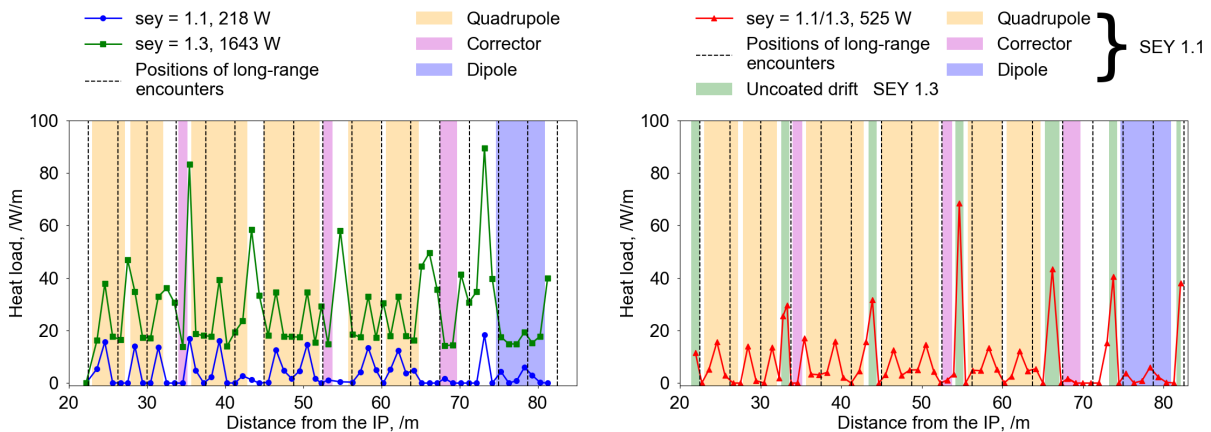 sey = 1.1, 218 W
sey = 1.3, 1643 W
Positions of long-range
encounters
Quadrupole
Corrector
Dipole
100
80
60
40
20
0
Heat load, /W/m
20
30
40
50
60
70
80
Distance from the IP, /m
sey = 1.1/1.3, 525 W
Positions of long-range
encounters
Uncoated drift SEY 1.3
Quadrupole
Corrector
Dipole
} SEY 1.1
100
80
60
40
20
0
Heat load, /W/m
20
30
40
50
60
70
80
Distance from the IP, /m